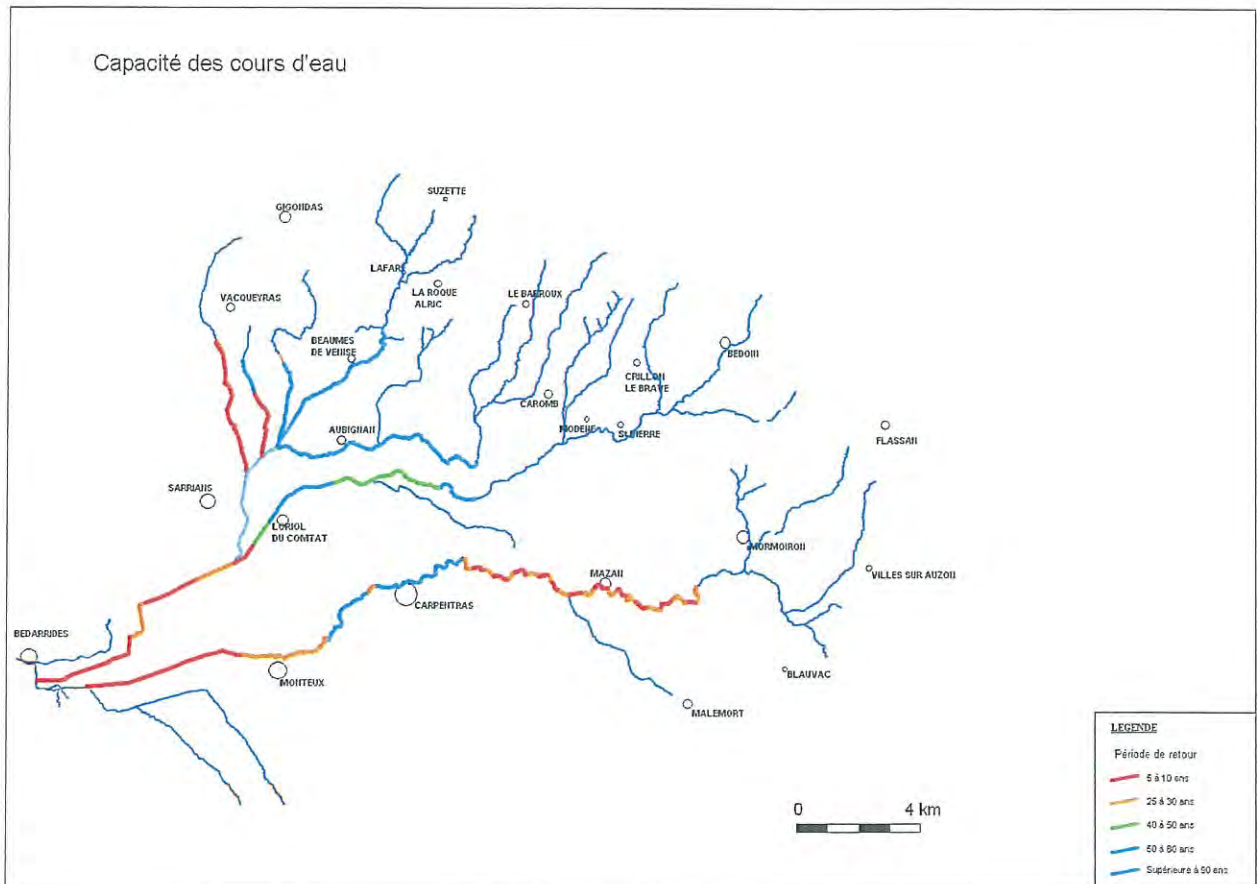 Capacité des cours d'eau
SUZETTE
GIGONDAS
LAFARE
LA ROQUE
ALRIC
VACQUEYRAS
LE BARROUX
BEAUMES
DE VENISE
BEDOIN
CRILLON
LE BRAVE
CAROMB
MODENE
ST PIERRE
AUBIGNAN
FLASSAN
SARRIANS
LORIOL
DU COMTAT
MORMOIRON
VILLES SUR AUZON
MAZAN
CARPENTRAS
BEDARRIDES
MONTEUX
BLAUVAC
MALEMORT
LEGENDE
Période de retour
5 à 10 ans
25 à 30 ans
40 à 50 ans
50 à 80 ans
Supérieure à 90 ans
0 4 km